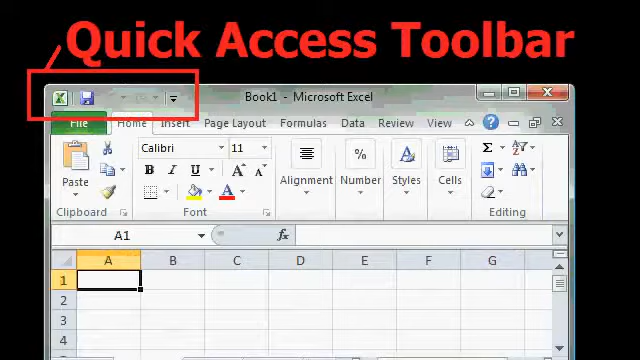 Quick Access Toolbar
Book1 - Microsoft Excel
File Home Insert Page Layout Formulas Data Review View
Calibri 11
B I U A A
Paste Alignment Number Styles Cells
% A Σ
Clipboard Font Editing
A1 fx
A B C D E F G
1
2
3
4